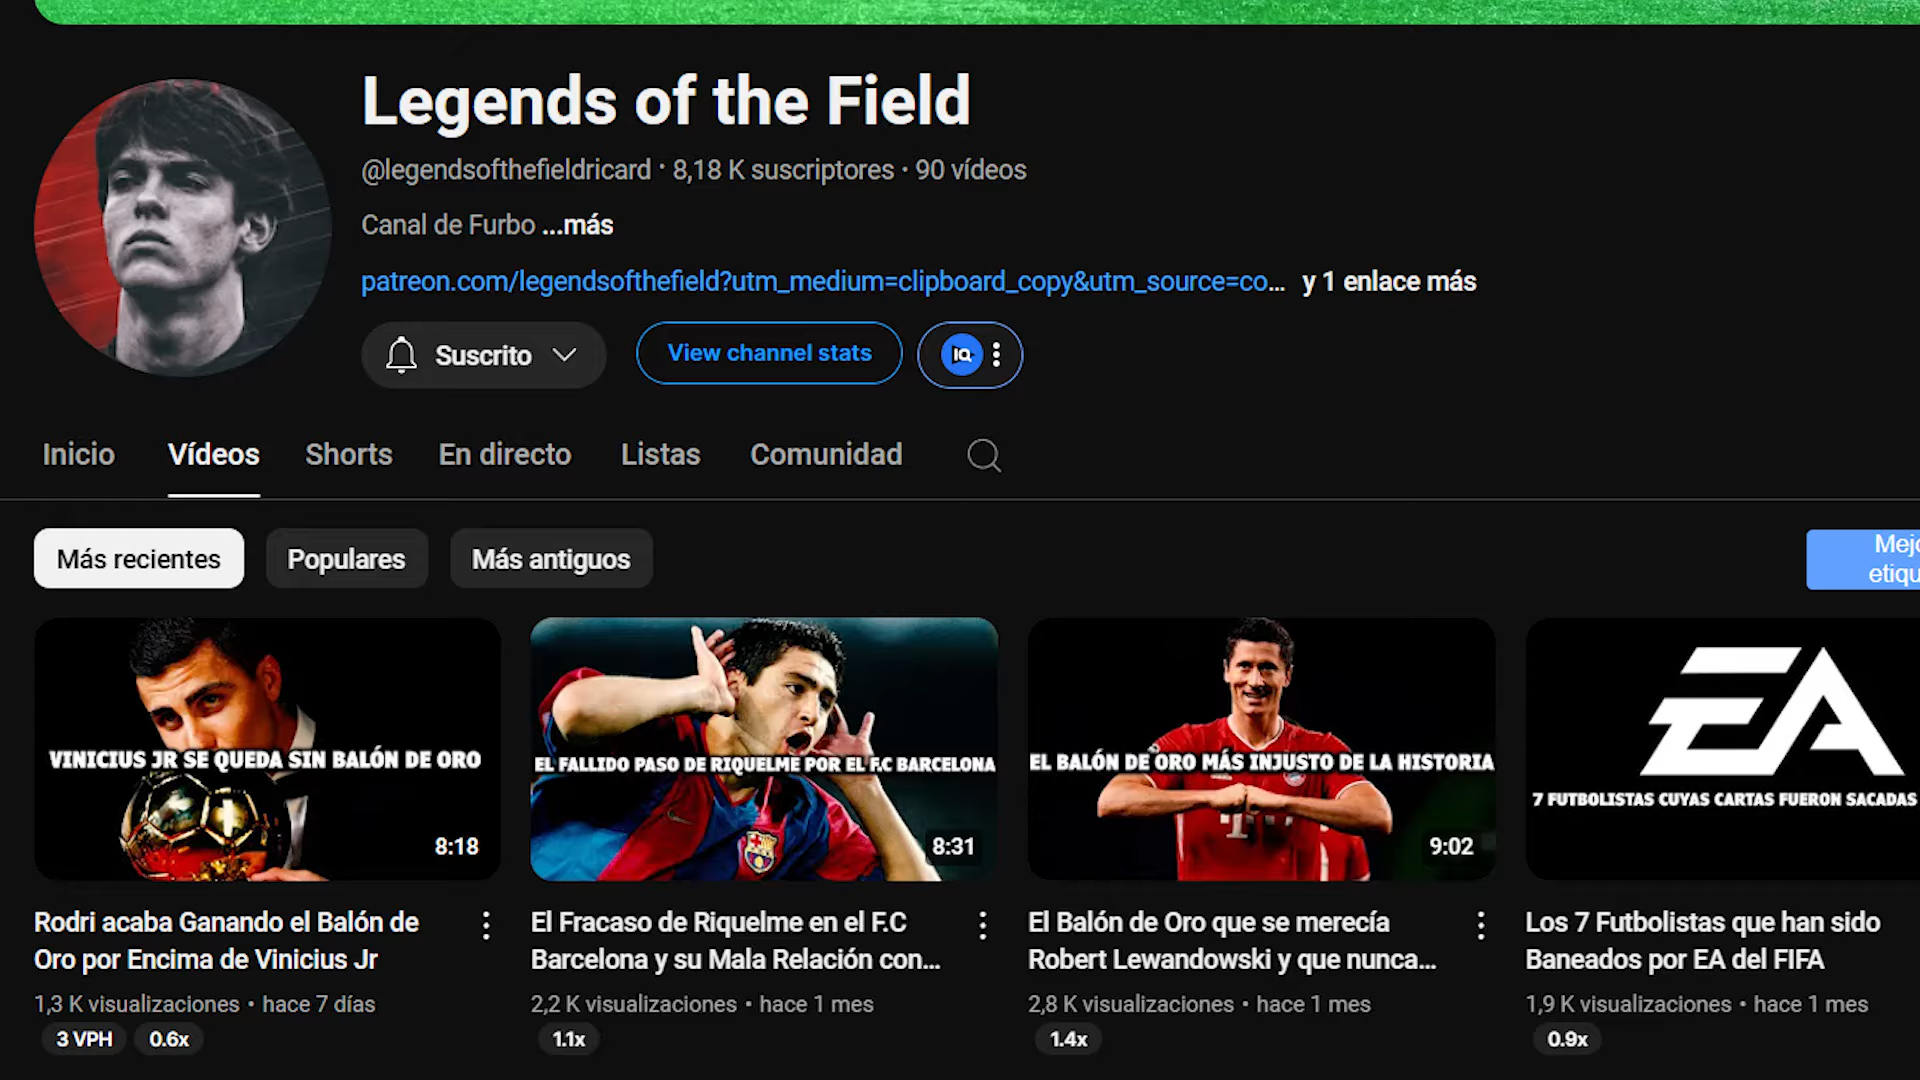 Legends of the Field
@legendsofthefieldricard · 8,18 K suscriptores · 90 vídeos
Canal de Furbo ...más
patreon.com/legendsofthefield?utm_medium=clipboard_copy&utm_source=co... y 1 enlace más
Suscrito
View channel stats
IQ
Inicio Vídeos Shorts En directo Listas Comunidad
Más recientes Populares Más antiguos
Mejo
etiqu
VINICIUS JR SE QUEDA SIN BALÓN DE ORO
8:18
EL FALLIDO PASO DE RIQUELME POR EL F.C BARCELONA
8:31
EL BALÓN DE ORO MÁS INJUSTO DE LA HISTORIA
9:02
EA
7 FUTBOLISTAS CUYAS CARTAS FUERON SACADAS
Rodri acaba Ganando el Balón de
Oro por Encima de Vinicius Jr
1,3 K visualizaciones · hace 7 días
3 VPH 0.6x
El Fracaso de Riquelme en el F.C
Barcelona y su Mala Relación con...
2,2 K visualizaciones · hace 1 mes
1.1x
El Balón de Oro que se merecía
Robert Lewandowski y que nunca...
2,8 K visualizaciones · hace 1 mes
1.4x
Los 7 Futbolistas que han sido
Baneados por EA del FIFA
1,9 K visualizaciones · hace 1 mes
0.9x